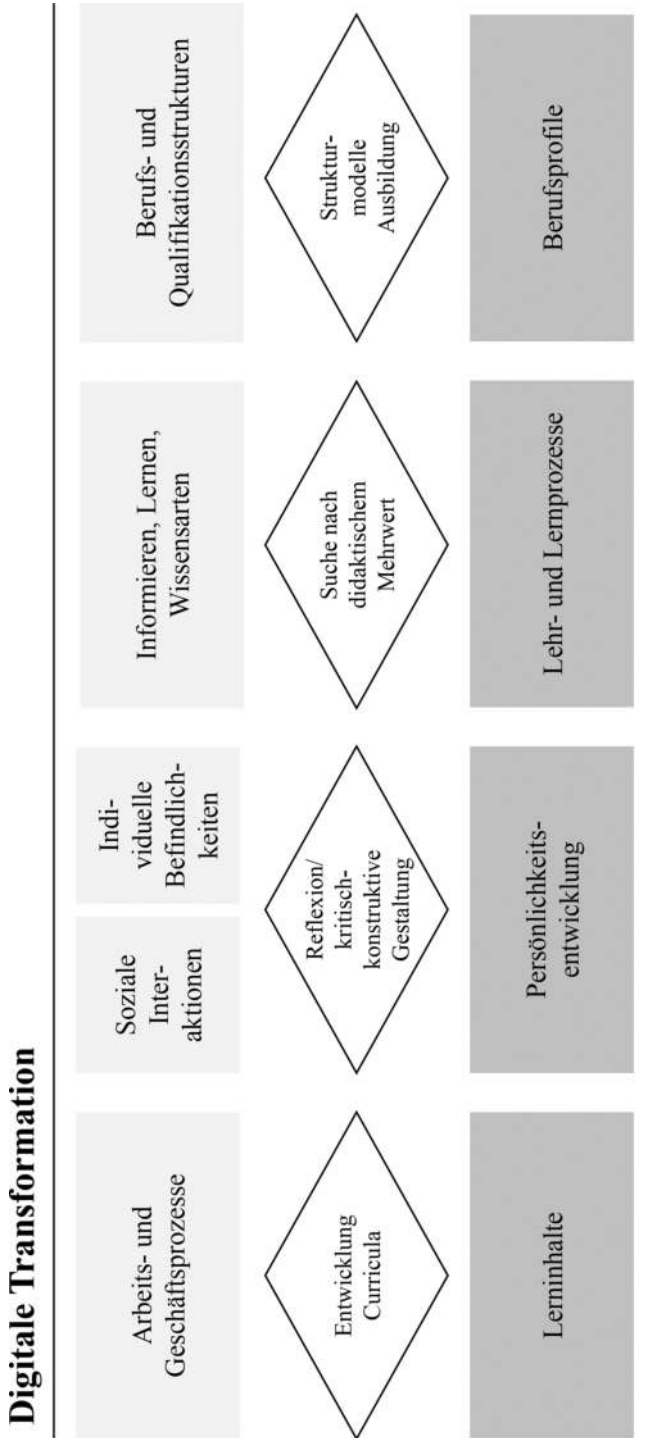 Digitale Transformation
Arbeits- und
Geschäftsprozesse
Soziale
Inter-
aktionen
Indi-
viduelle
Befindlich-
keiten
Informieren, Lernen,
Wissensarten
Berufs- und
Qualifikationsstrukturen
Entwicklung
Curricula
Reflexion/
kritisch-
konstruktive
Gestaltung
Suche nach
didaktischem
Mehrwert
Struktur-
modelle
Ausbildung
Lerninhalte
Persönlichkeits-
entwicklung
Lehr- und Lernprozesse
Berufsprofile